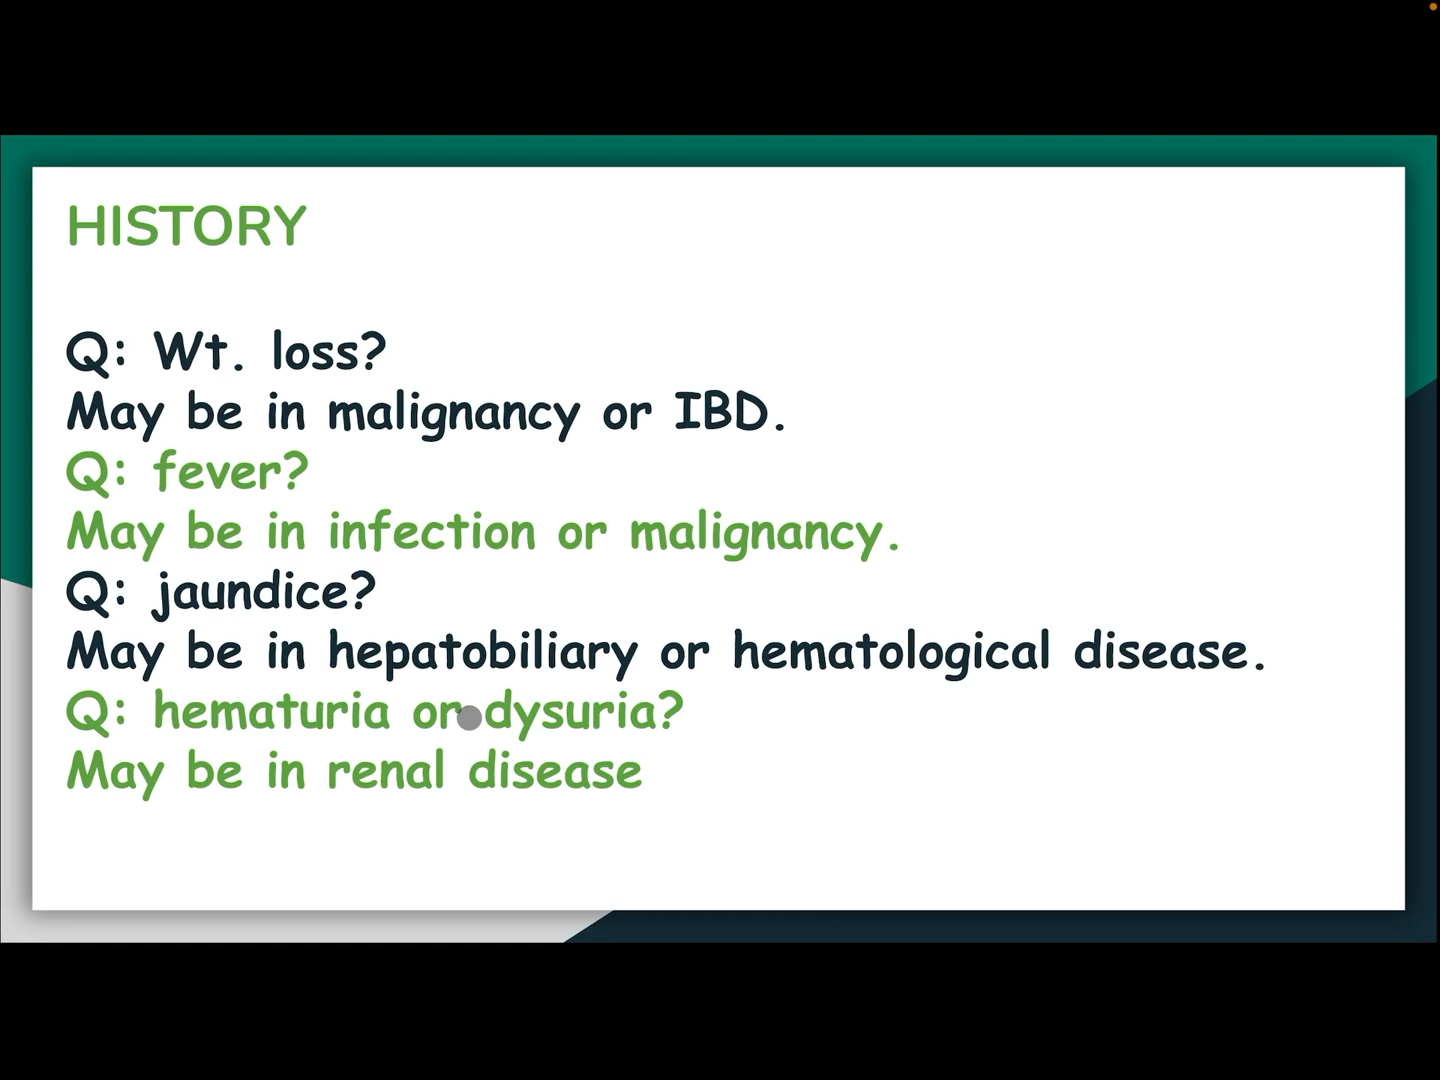 HISTORY
Q: Wt. loss?
May be in malignancy or IBD.
Q: fever?
May be in infection or malignancy.
Q: jaundice?
May be in hepatobiliary or hematological disease.
Q: hematuria or dysuria?
May be in renal disease